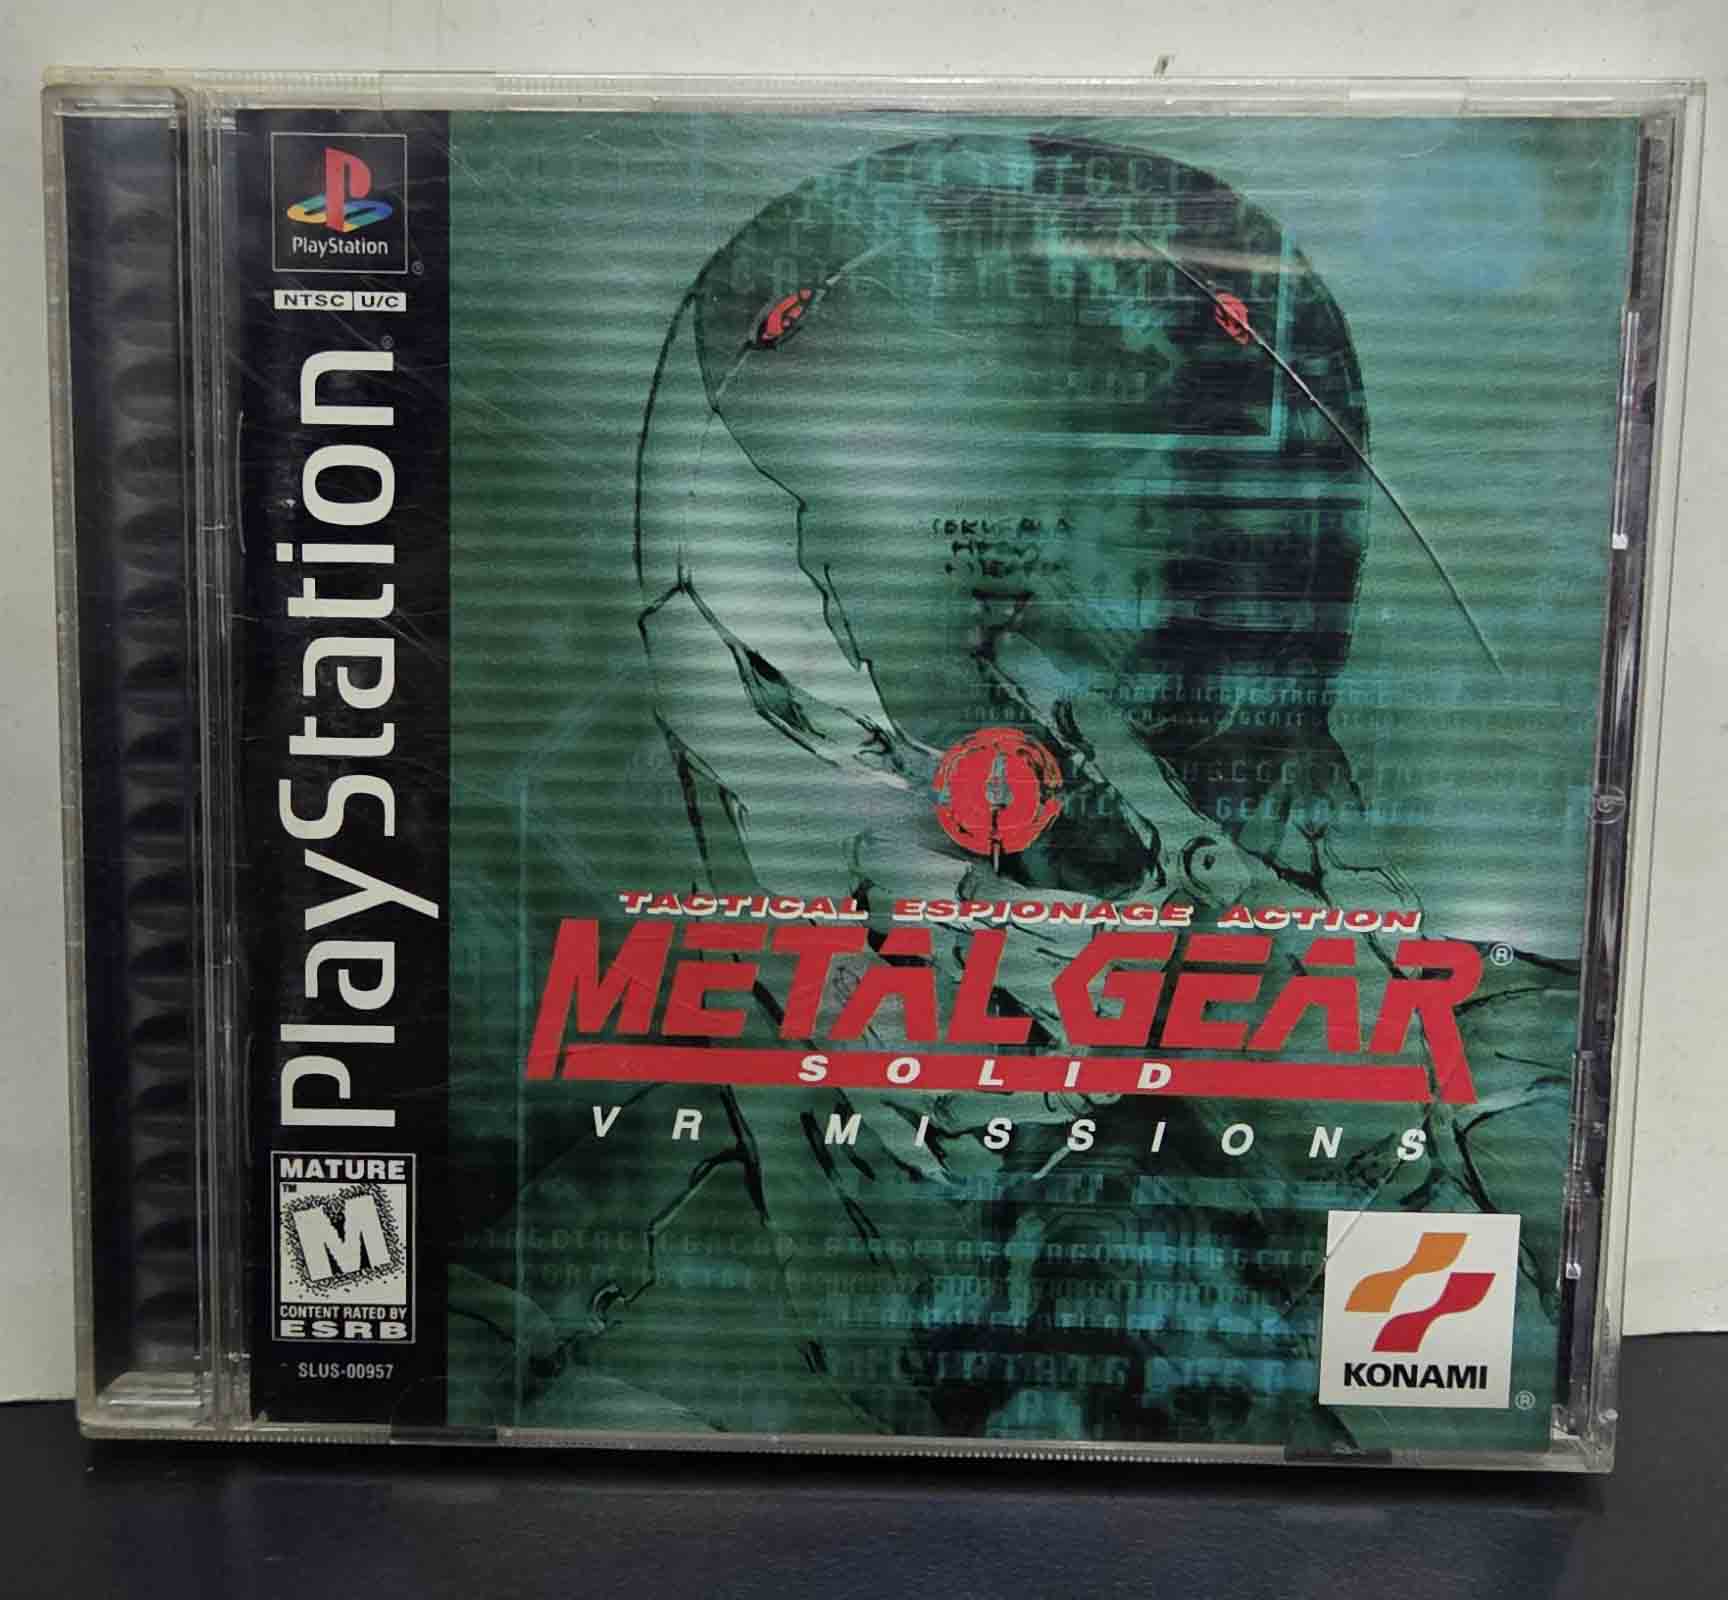 PlayStation
®
NTSC U/C
PlayStation
®
MATURE
™
M
CONTENT RATED BY
ESRB
SLUS-00957
TACTICAL ESPIONAGE ACTION
METAL GEAR
®
SOLID
VR MISSIONS
KONAMI
®